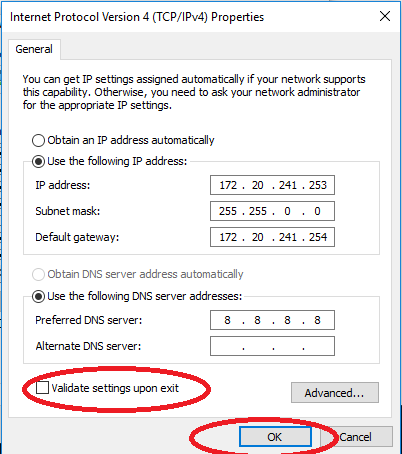 Internet Protocol Version 4 (TCP/IPv4) Properties
General
You can get IP settings assigned automatically if your network supports
this capability. Otherwise, you need to ask your network administrator
for the appropriate IP settings.
Obtain an IP address automatically
Use the following IP address:
IP address: 172 . 20 . 241 . 253
Subnet mask: 255 . 255 . 0 . 0
Default gateway: 172 . 20 . 241 . 254
Obtain DNS server address automatically
Use the following DNS server addresses:
Preferred DNS server: 8 . 8 . 8 . 8
Alternate DNS server: . . .
Validate settings upon exit
Advanced...
OK Cancel